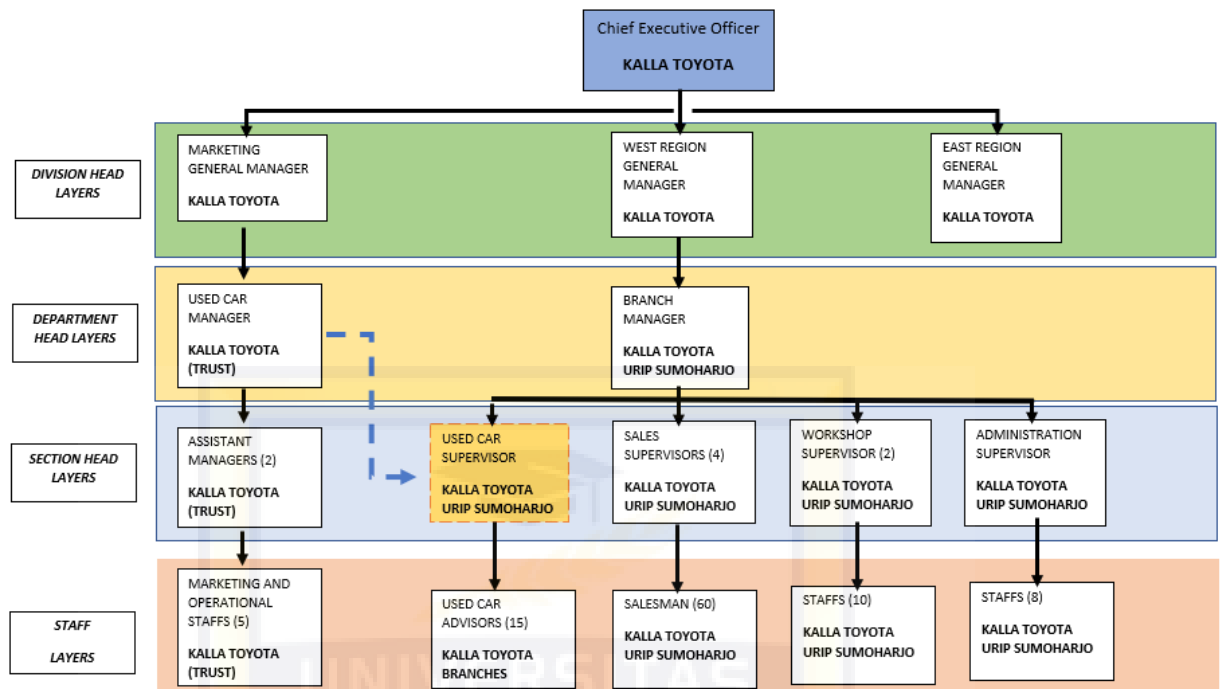 Chief Executive Officer
KALLA TOYOTA
DIVISION HEAD
LAYERS
MARKETING
GENERAL MANAGER
KALLA TOYOTA
WEST REGION
GENERAL
MANAGER
KALLA TOYOTA
EAST REGION
GENERAL
MANAGER
KALLA TOYOTA
DEPARTMENT
HEAD LAYERS
USED CAR
MANAGER
KALLA TOYOTA
(TRUST)
BRANCH
MANAGER
KALLA TOYOTA
URIP SUMOHARJO
SECTION HEAD
LAYERS
ASSISTANT
MANAGERS (2)
KALLA TOYOTA
(TRUST)
USED CAR
SUPERVISOR
KALLA TOYOTA
URIP SUMOHARJO
SALES
SUPERVISORS (4)
KALLA TOYOTA
URIP SUMOHARJO
WORKSHOP
SUPERVISOR (2)
KALLA TOYOTA
URIP SUMOHARJO
ADMINISTRATION
SUPERVISOR
KALLA TOYOTA
URIP SUMOHARJO
STAFF
LAYERS
MARKETING AND
OPERATIONAL
STAFFS (5)
KALLA TOYOTA
(TRUST)
USED CAR
ADVISORS (15)
KALLA TOYOTA
BRANCHES
SALESMAN (60)
KALLA TOYOTA
URIP SUMOHARJO
STAFFS (10)
KALLA TOYOTA
URIP SUMOHARJO
STAFFS (8)
KALLA TOYOTA
URIP SUMOHARJO
UNIVERSITAS